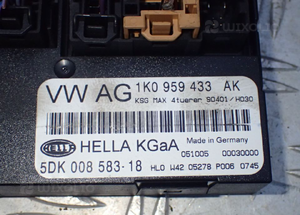 VW AG 1K0 959 433 AK
KSG MAX 4tuerer 90401/H030
HELLA
HELLA KGaA
Made in Germany
051005 00030000
5DK 008 583-18 HL0 W42 05278 P006 0745